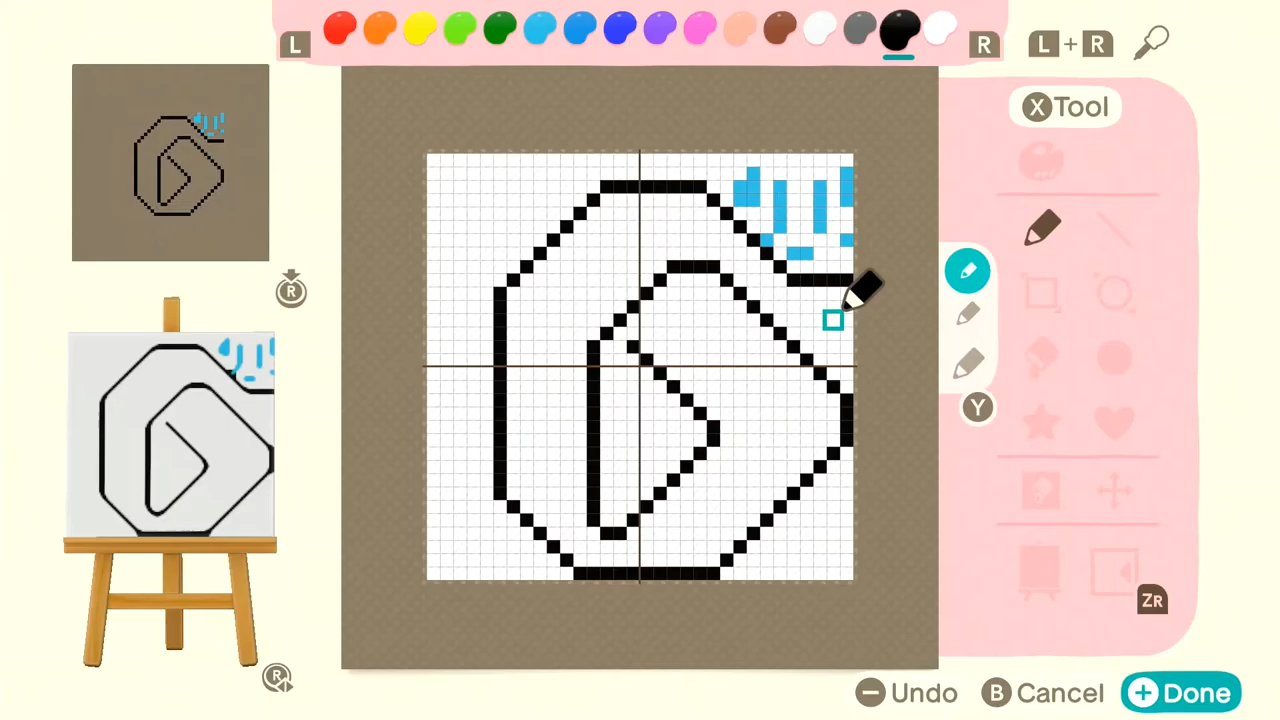 L
R
L + R
X Tool
R
Y
ZR
R
− Undo
B Cancel
+ Done